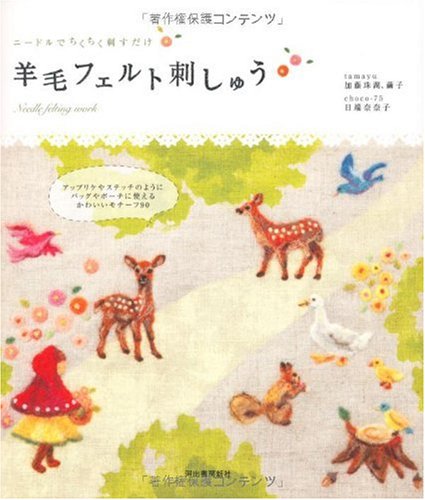 「著作権保護コンテンツ」
ニードルでちくちく刺すだけ
羊毛フェルト刺しゅう
Needle felting work
tamayu
加藤珠満、繭子
choco-75
日端奈奈子
アップリケやステッチのように
バッグやポーチに使える
かわいいモチーフ90
河出書房新社
「著作権保護コンテンツ」